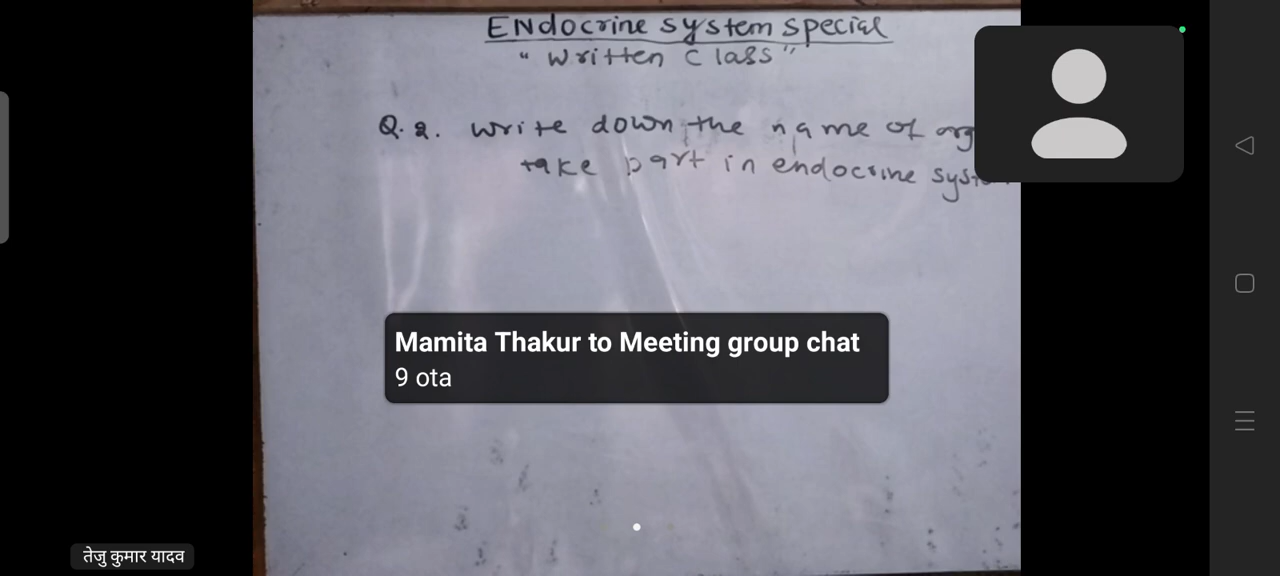 Endocrine system special
" Written Class"
Q.2. Write down the name of
take part in endocrine
Mamita Thakur to Meeting group chat
9 ota
तेजु कुमार यादव